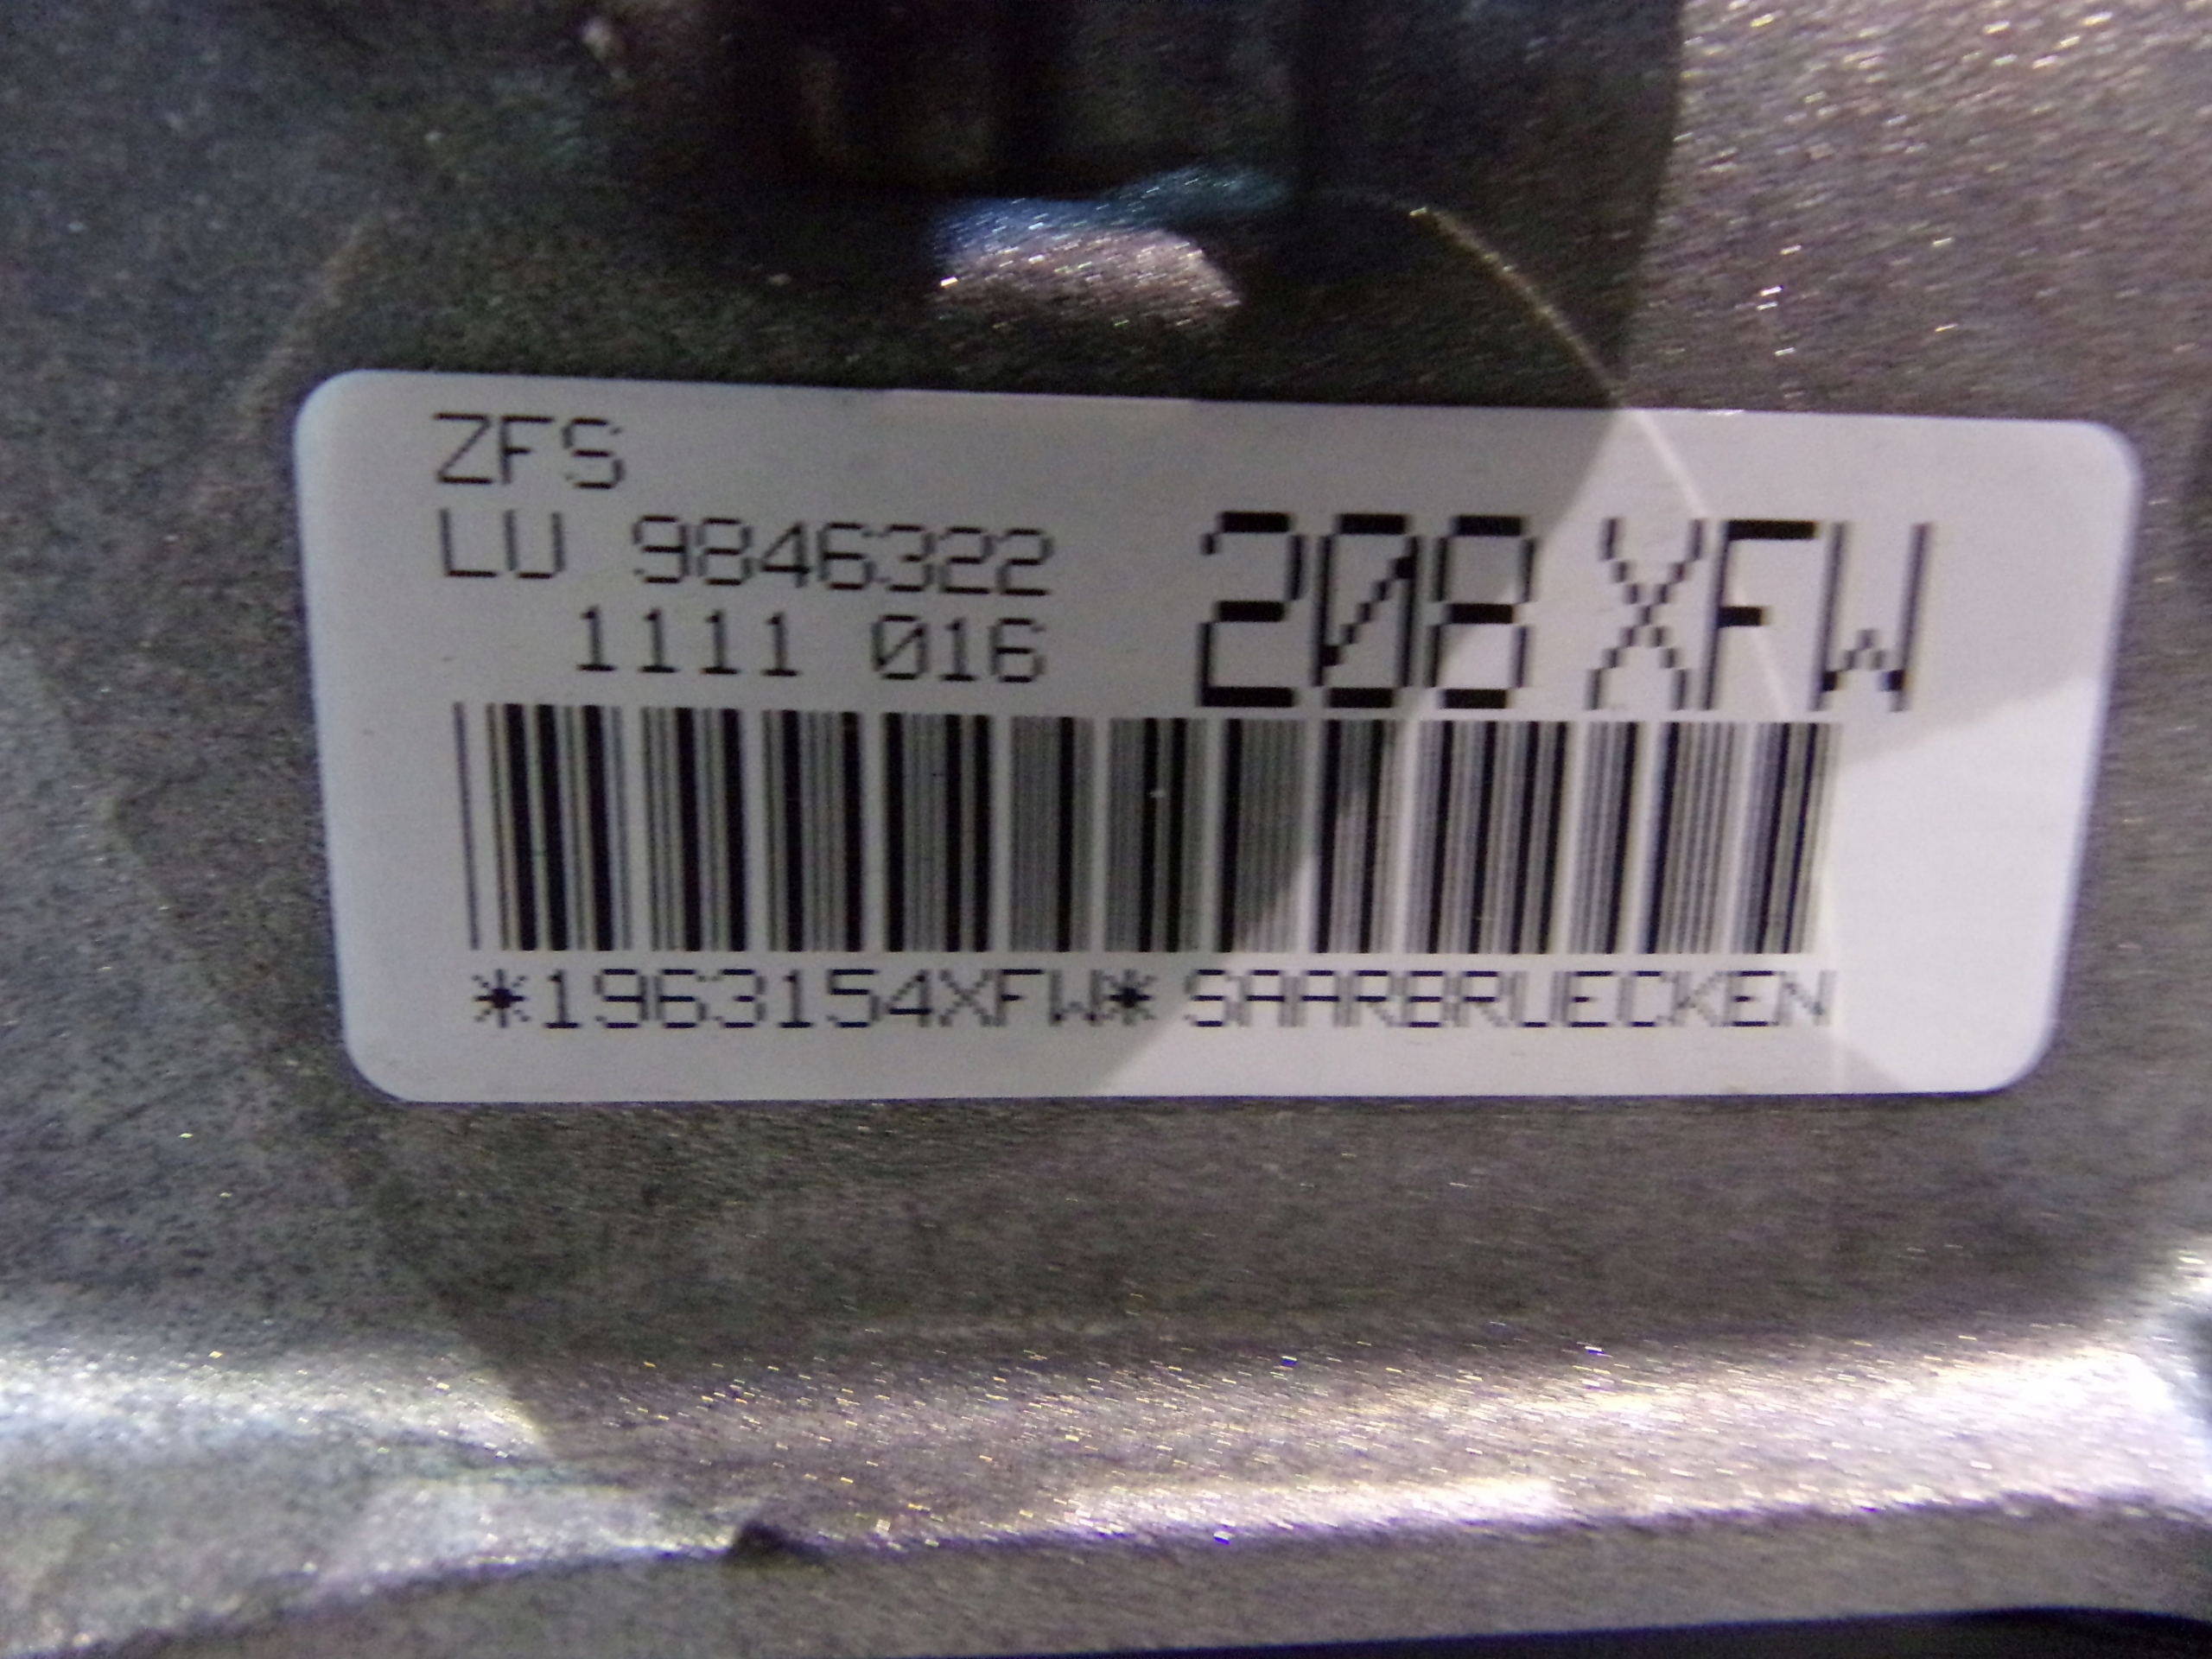 ZFS
LU 9846322
1111 016
208 XFW
*1963154XFW* SAARBRUECKEN